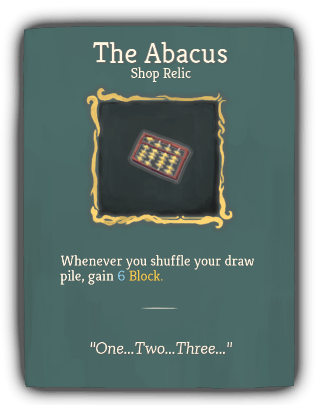 The Abacus
Shop Relic
Whenever you shuffle your draw
pile, gain 6 Block.
"One...Two...Three..."